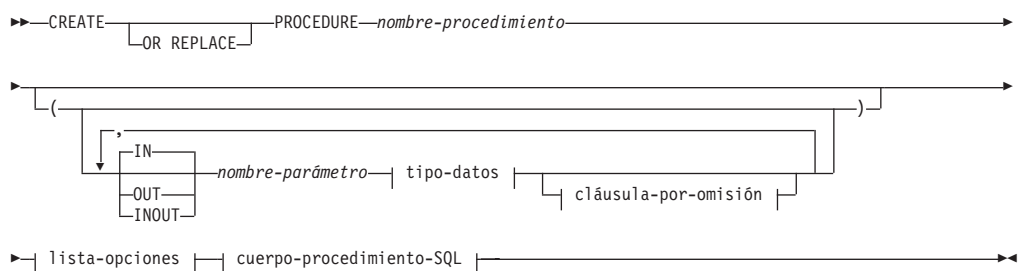 CREATE PROCEDURE nombre-procedimiento
OR REPLACE
( )
,
IN
nombre-parámetro tipo-datos
OUT cláusula-por-omisión
INOUT
lista-opciones cuerpo-procedimiento-SQL